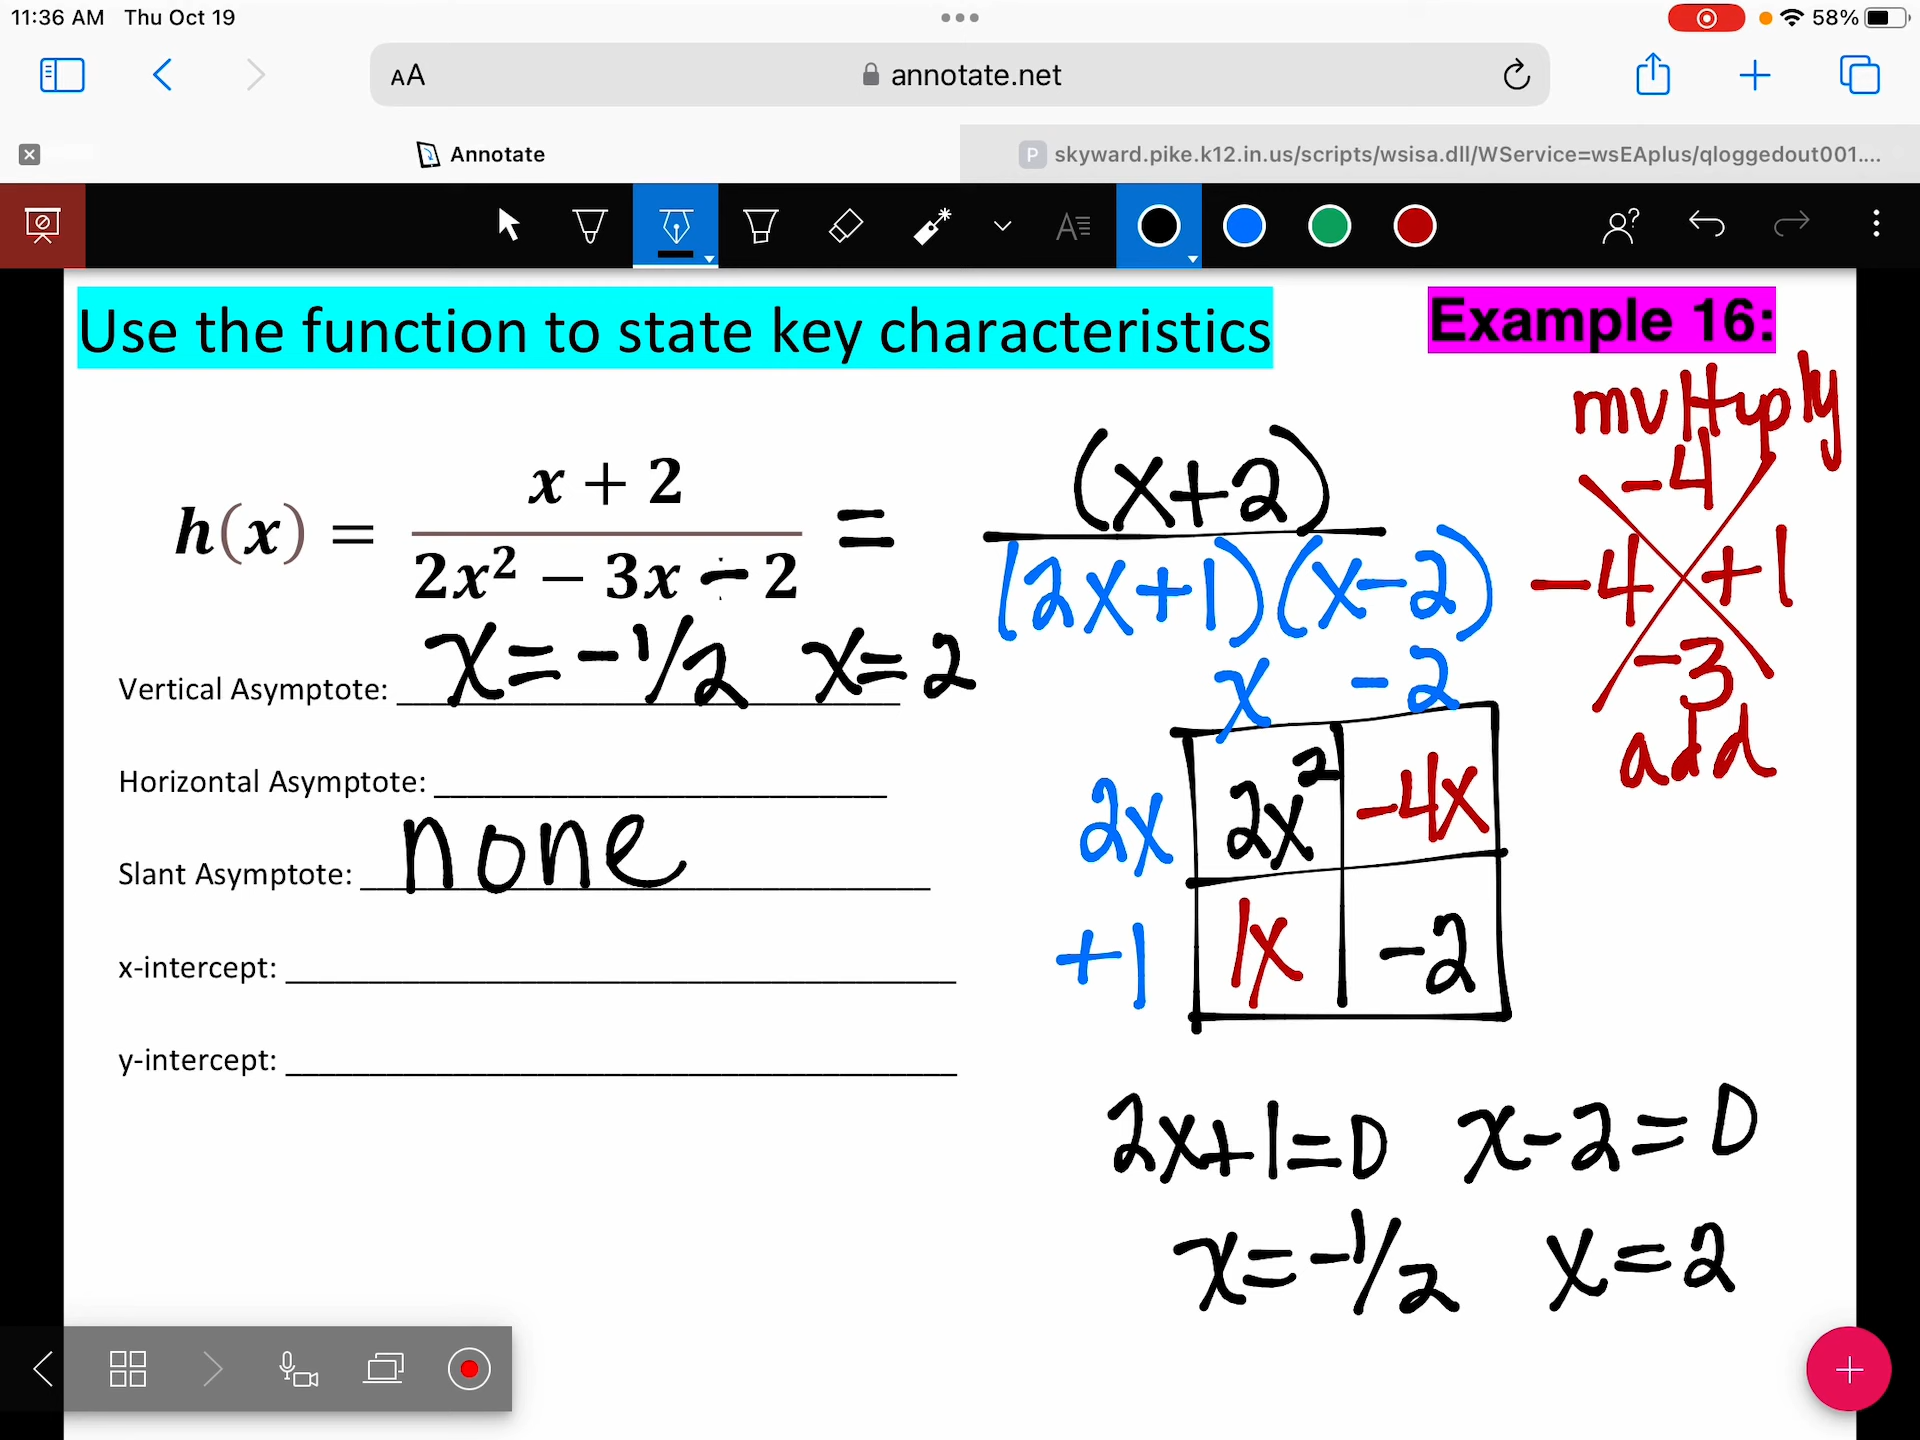 11:36 AM Thu Oct 19
58%
AA annotate.net
Annotate
P skyward.pike.k12.in.us/scripts/wsisa.dll/WService=wsEAplus/qloggedout001....
Use the function to state key characteristics
Example 16:
multiply
-4
-4 +1
-3
add
h(x) = x + 2 / 2x² − 3x − 2 = (x+2) / (2x+1)(x-2)
Vertical Asymptote: x=-1/2 x=2
Horizontal Asymptote:
Slant Asymptote: none
x-intercept:
y-intercept:
x -2
2x 2x² -4x
+1 1x -2
2x+1=0 x-2=0
x=-1/2 x=2